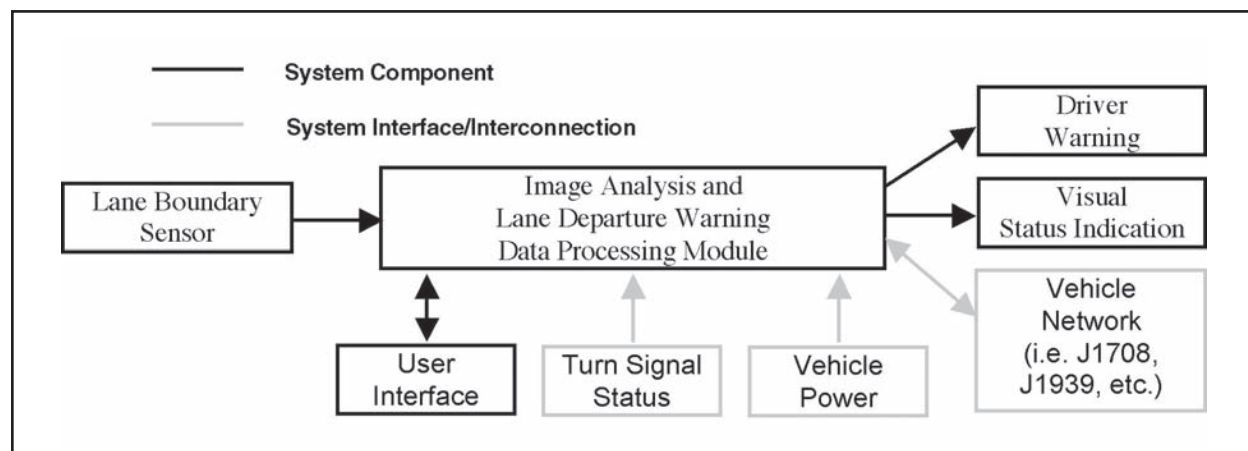 System Component
System Interface/Interconnection
Driver
Warning
Lane Boundary
Sensor
Image Analysis and
Lane Departure Warning
Data Processing Module
Visual
Status Indication
User
Interface
Turn Signal
Status
Vehicle
Power
Vehicle
Network
(i.e. J1708,
J1939, etc.)